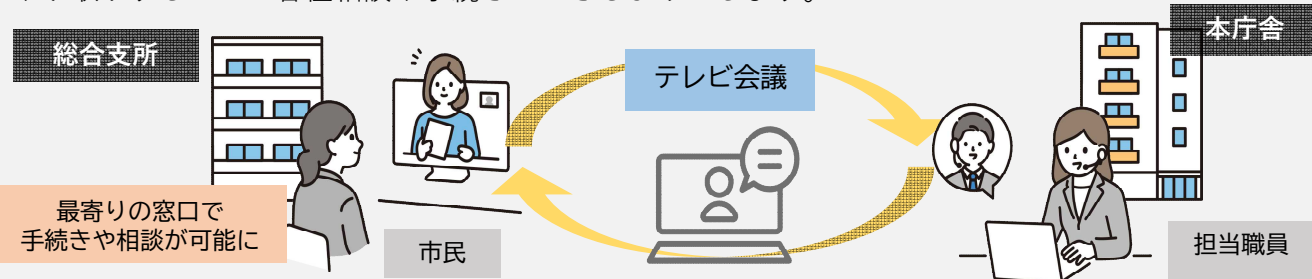 総合支所
本庁舎
テレビ会議
最寄りの窓口で
手続きや相談が可能に
市民
担当職員